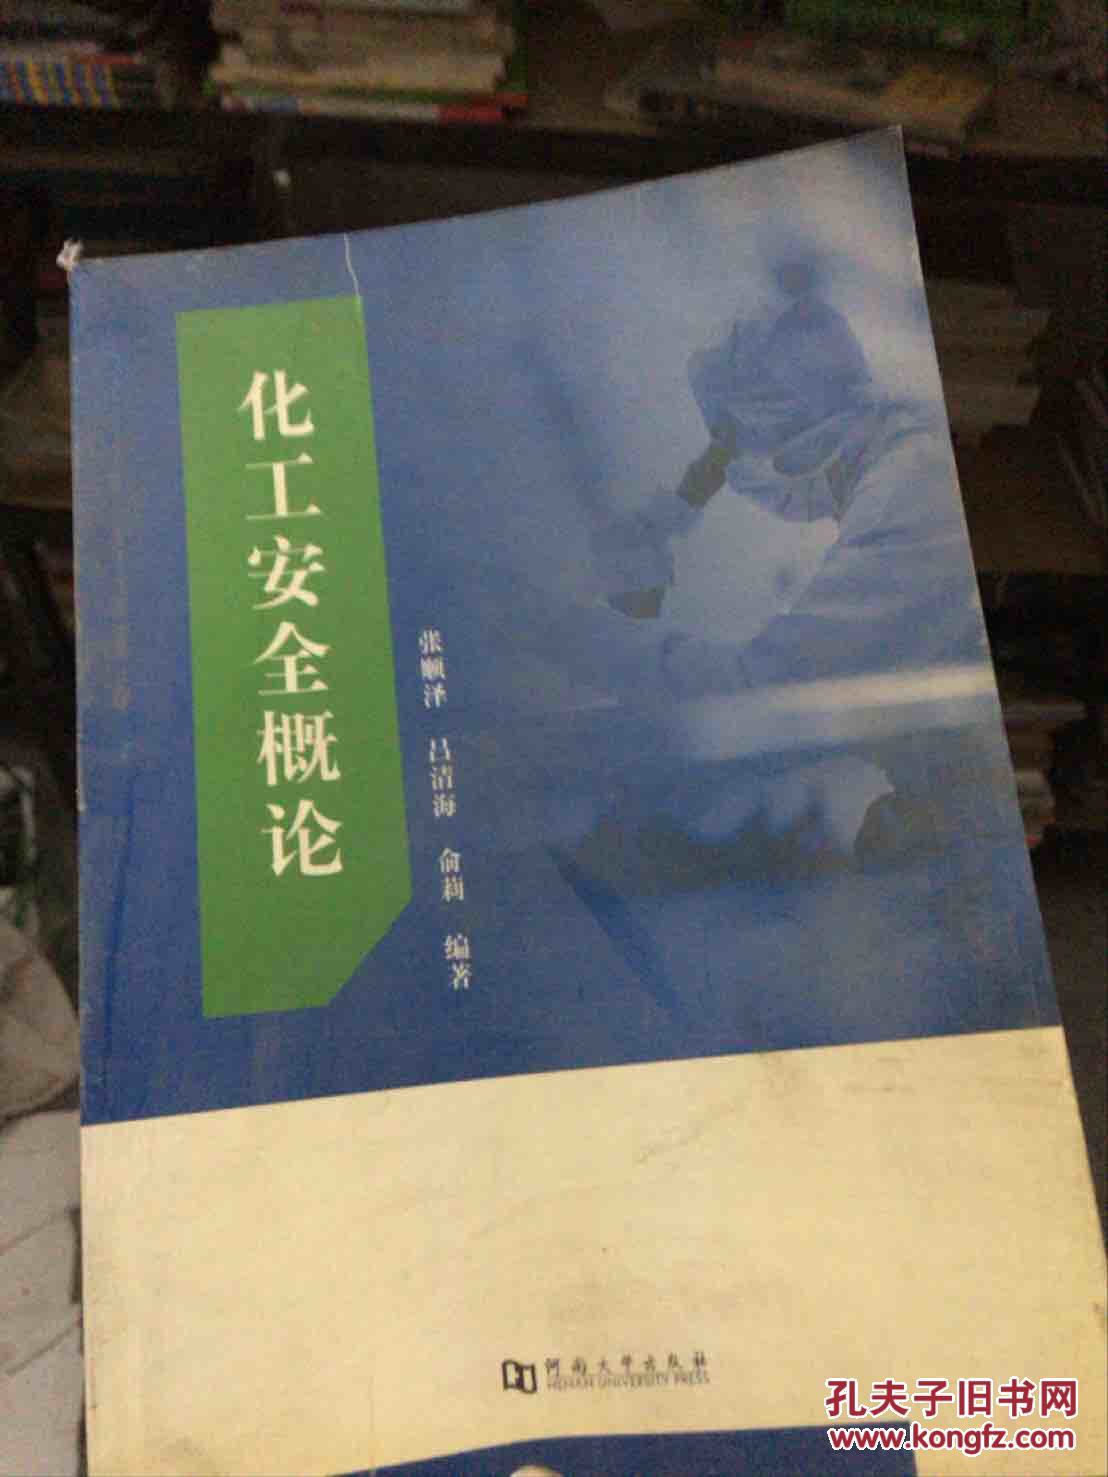 化工安全概论
张顺泽 吕清海 俞莉 编著
河南大学出版社
HENAN UNIVERSITY PRESS
孔夫子旧书网
www.kongfz.com